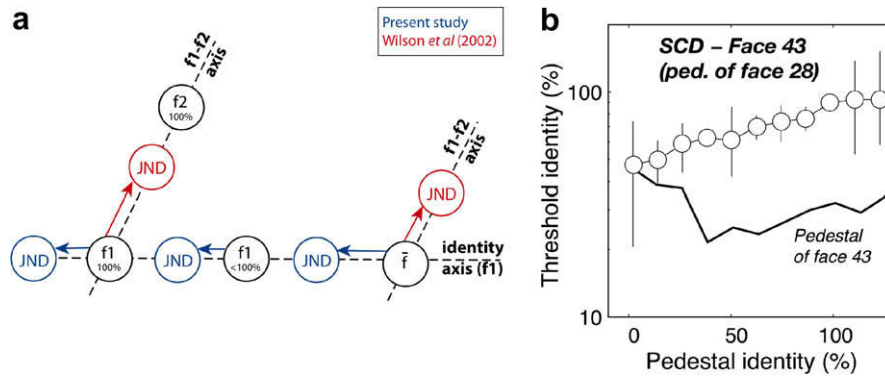 a
Present study
Wilson et al (2002)
f1-f2
axis
f2
100%
JND
f1-f2
axis
JND
JND
f1
100%
JND
f1
<100%
JND
f̄
identity
axis (f1)
b
SCD – Face 43
(ped. of face 28)
Threshold identity (%)
100
10
Pedestal
of face 43
0
50
100
Pedestal identity (%)